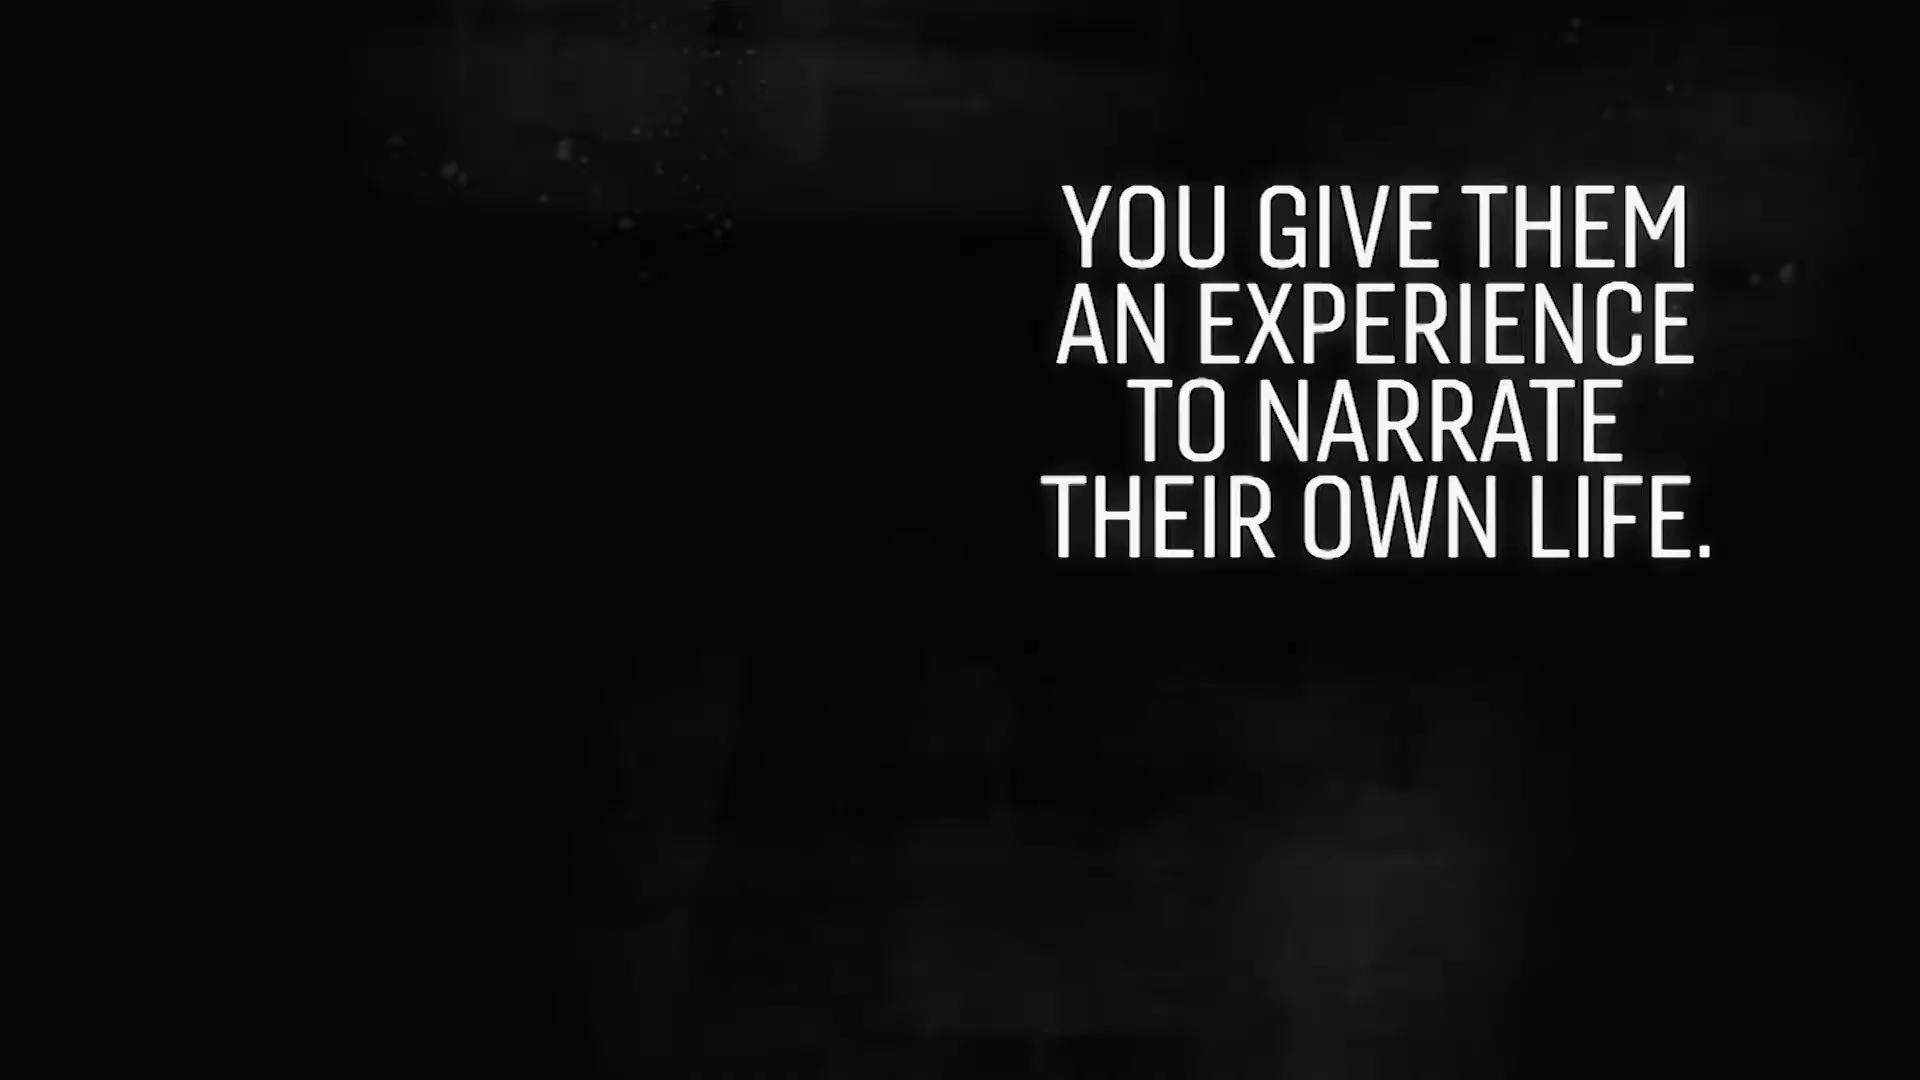 YOU GIVE THEM
AN EXPERIENCE
TO NARRATE
THEIR OWN LIFE.